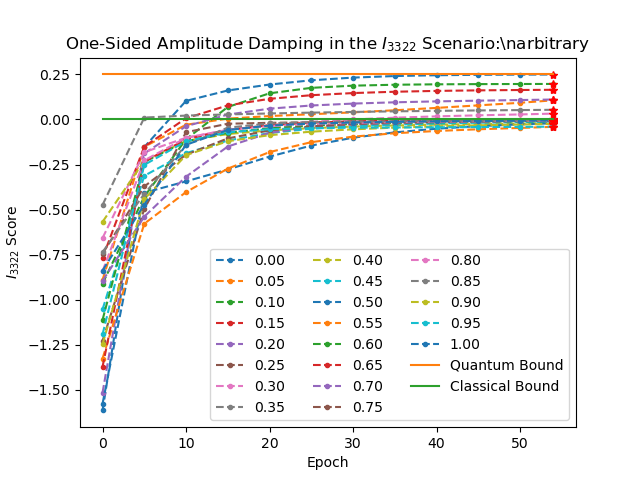 One-Sided Amplitude Damping in the I3322 Scenario:\narbitrary
I3322 Score
0.25
0.00
−0.25
−0.50
−0.75
−1.00
−1.25
−1.50
0.00 0.40 0.80
0.05 0.45 0.85
0.10 0.50 0.90
0.15 0.55 0.95
0.20 0.60 1.00
0.25 0.65 Quantum Bound
0.30 0.70 Classical Bound
0.35 0.75
0 10 20 30 40 50
Epoch